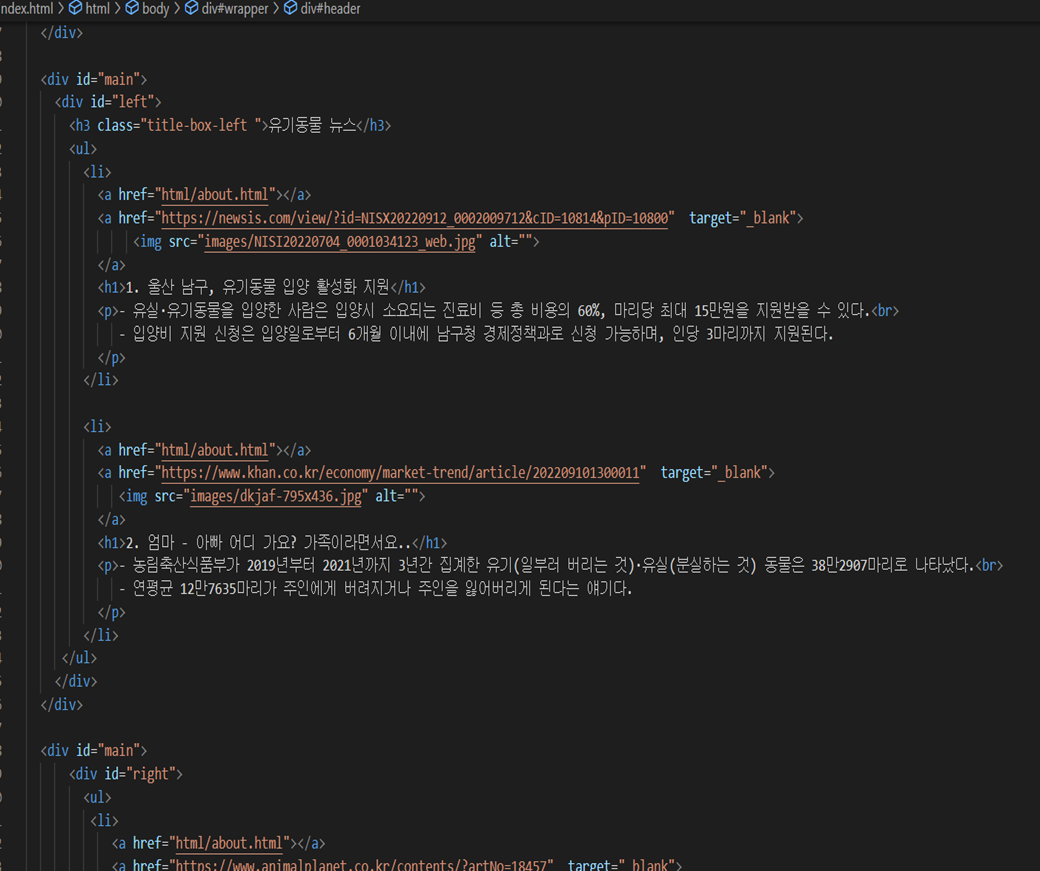 ndex.html > html > body > div#wrapper > div#header
</div>
<div id="main">
<div id="left">
<h3 class="title-box-left ">유기동물 뉴스</h3>
<ul>
<li>
<a href="html/about.html"></a>
<a href="https://newsis.com/view/?id=NISX20220912_0002009712&cID=10814&pID=10800"  target="_blank">
<img src="images/NISI20220704_0001034123_web.jpg" alt="">
</a>
<h1>1. 울산 남구, 유기동물 입양 활성화 지원</h1>
<p>- 유실·유기동물을 입양한 사람은 입양시 소요되는 진료비 등 총 비용의 60%, 마리당 최대 15만원을 지원받을 수 있다.<br>
- 입양비 지원 신청은 입양일로부터 6개월 이내에 남구청 경제정책과로 신청 가능하며, 인당 3마리까지 지원된다.
</p>
</li>
<li>
<a href="html/about.html"></a>
<a href="https://www.khan.co.kr/economy/market-trend/article/202209101300011"  target="_blank">
<img src="images/dkjaf-795x436.jpg" alt="">
</a>
<h1>2. 엄마 - 아빠 어디 가요? 가족이라면서요..</h1>
<p>- 농림축산식품부가 2019년부터 2021년까지 3년간 집계한 유기(일부러 버리는 것)·유실(분실하는 것) 동물은 38만2907마리로 나타났다.<br>
- 연평균 12만7635마리가 주인에게 버려지거나 주인을 잃어버리게 된다는 얘기다.
</p>
</li>
</ul>
</div>
</div>
<div id="main">
<div id="right">
<ul>
<li>
<a href="html/about.html"></a>
<a href="https://www.animalplanet.co.kr/contents/?artNo=18457"  target="_blank">